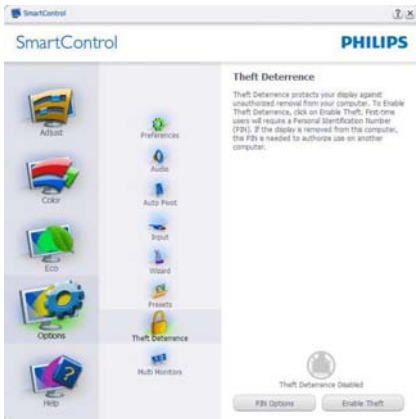 SmartControl
SmartControl
PHILIPS
Adjust
Color
Eco
Options
Help
Preferences
Audio
Auto Pivot
Input
Wizard
Presets
Theft Deterrence
Multi Monitors
Theft Deterrence
Theft Deterrence protects your display against
unauthorized removal from your computer. To Enable
Theft Deterrence, click on Enable Theft. First-time
users will require a Personal Identification Number
(PIN). If the display is removed from this computer,
the PIN is needed to authorize use on another
computer.
Theft Deterrence Disabled
PIN Options
Enable Theft